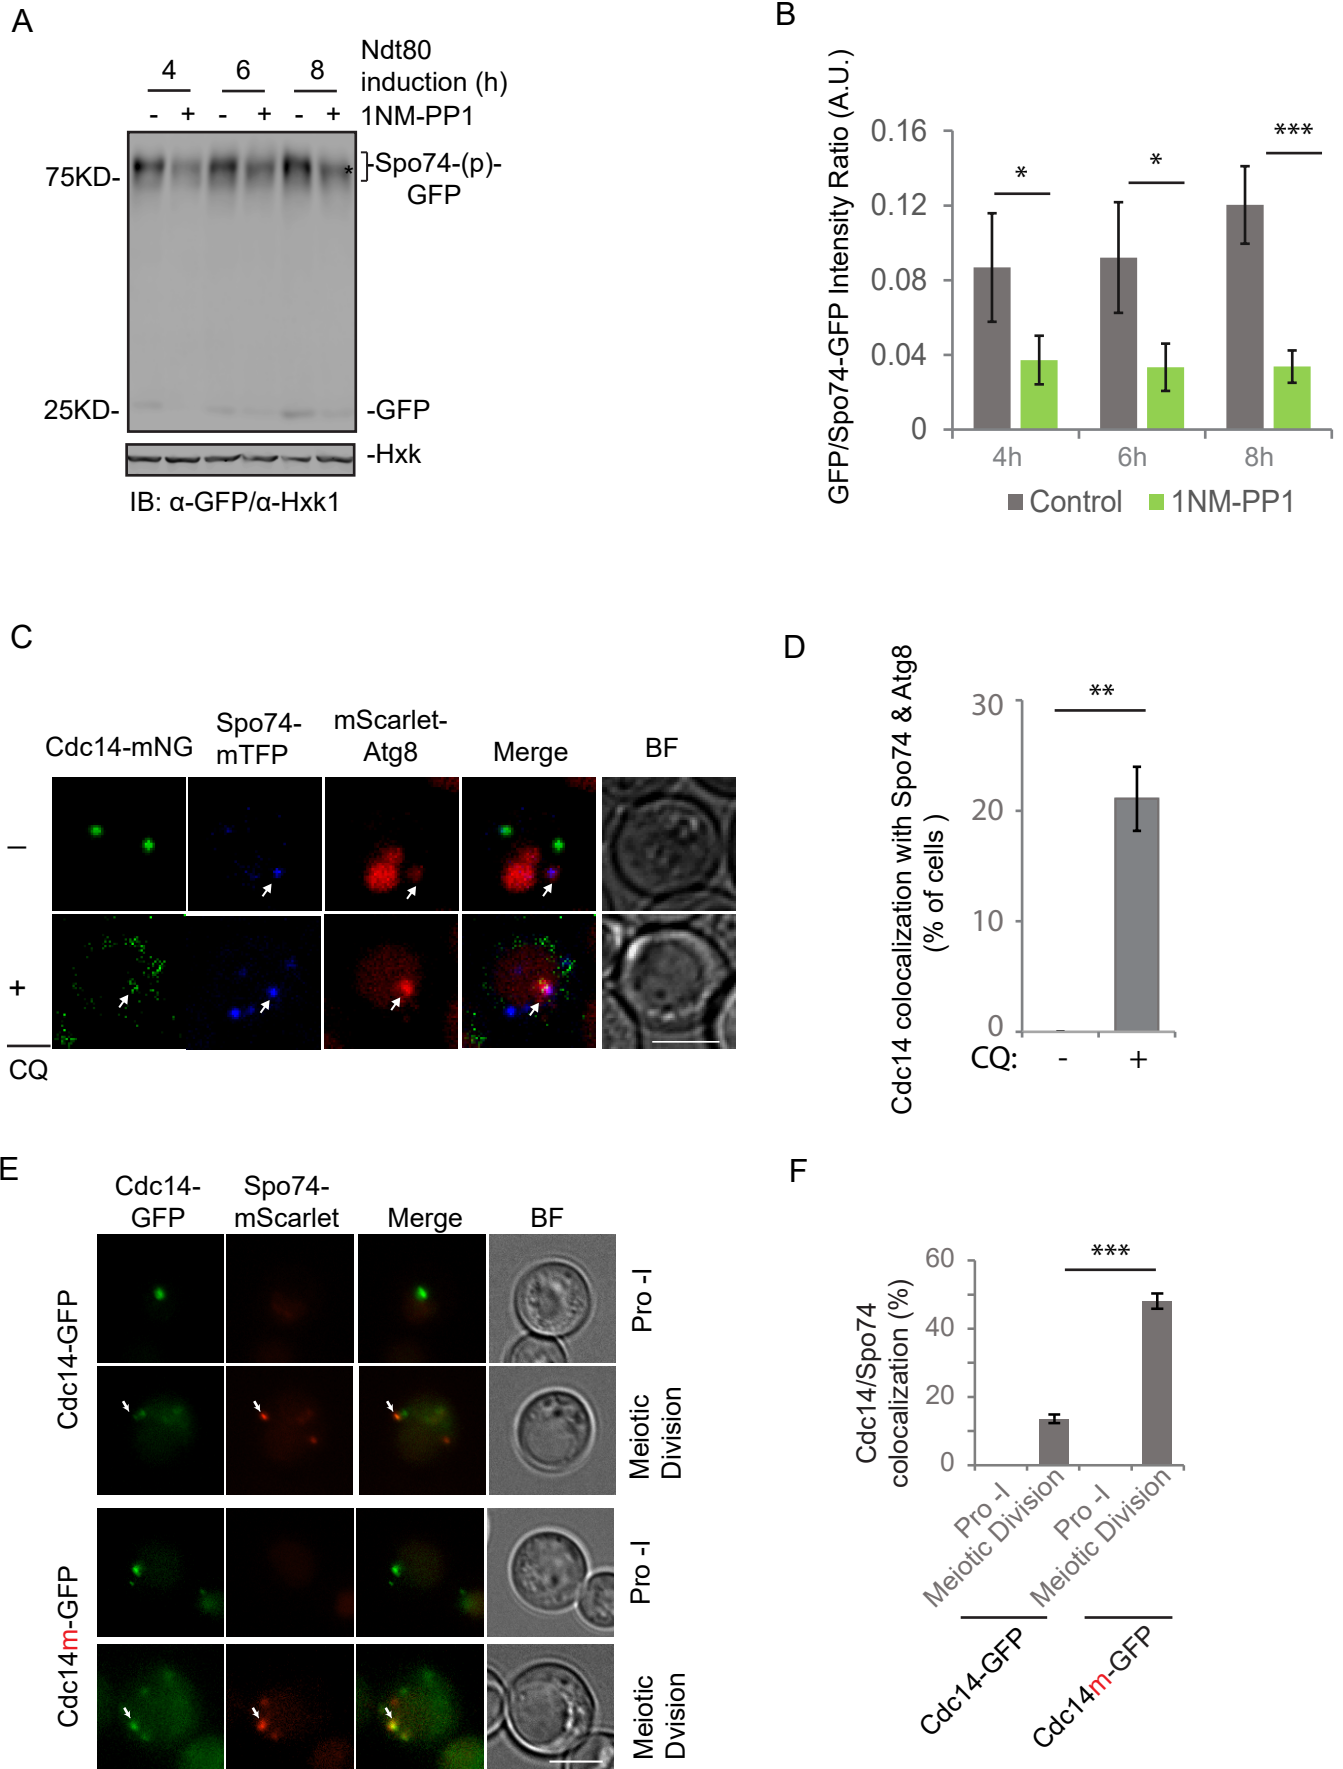 A
Ndt80
4 6 8 induction (h)
- + - + - + 1NM-PP1
75KD-
*
-Spo74-(p)-
GFP
25KD-
-GFP
-Hxk
IB: α-GFP/α-Hxk1
B
GFP/Spo74-GFP Intensity Ratio (A.U.)
0.16
0.12
0.08
0.04
0
* * ***
4h 6h 8h
Control 1NM-PP1
C
Cdc14-mNG
Spo74-
mTFP
mScarlet-
Atg8
Merge
BF
–
+
CQ
D
Cdc14 colocalization with Spo74 & Atg8
(% of cells )
30
20
10
0
**
CQ: - +
E
Cdc14-
GFP
Spo74-
mScarlet
Merge
BF
Cdc14-GFP
Pro -I
Meiotic
Division
Cdc14m-GFP
Pro -I
Meiotic
Dvision
F
Cdc14/Spo74
colocalization (%)
60
40
20
0
***
Pro -I
Meiotic Division
Pro -I
Meiotic Division
Cdc14-GFP
Cdc14m-GFP